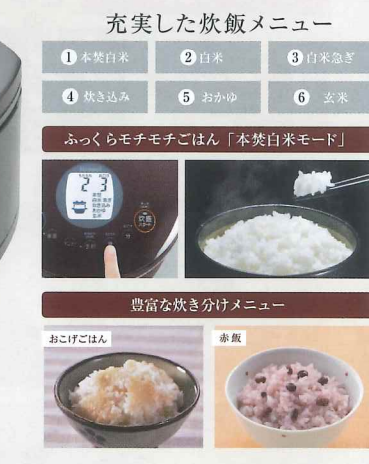 充実した炊飯メニュー
1 本焚白米
2 白米
3 白米急ぎ
4 炊き込み
5 おかゆ
6 玄米
ふっくらモチモチごはん「本焚白米モード」
23
炊飯
豊富な炊き分けメニュー
おこげごはん
赤飯